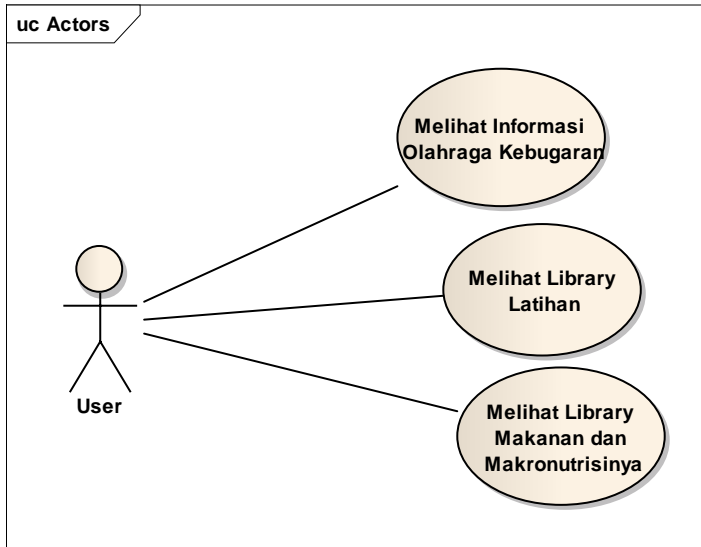 uc Actors
Melihat Informasi
Olahraga Kebugaran
Melihat Library
Latihan
User
Melihat Library
Makanan dan
Makronutrisinya